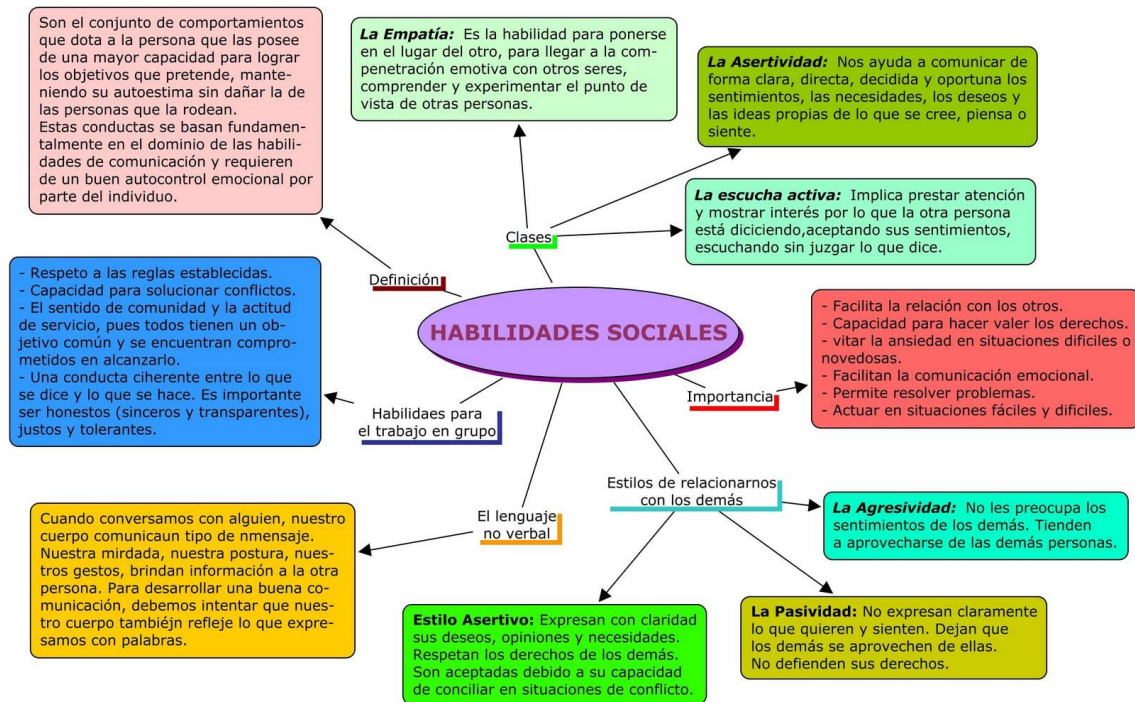 Son el conjunto de comportamientos
que dota a la persona que las posee
de una mayor capacidad para lograr
los objetivos que pretende, mante-
niendo su autoestima sin dañar la de
las personas que la rodean.
Estas conductas se basan fundamen-
talmente en el dominio de las habili-
dades de comunicación y requieren
de un buen autocontrol emocional por
parte del individuo.
La Empatía: Es la habilidad para ponerse
en el lugar del otro, para llegar a la com-
penetración emotiva con otros seres,
comprender y experimentar el punto de
vista de otras personas.
La Asertividad: Nos ayuda a comunicar de
forma clara, directa, decidida y oportuna los
sentimientos, las necesidades, los deseos y
las ideas propias de lo que se cree, piensa o
siente.
La escucha activa: Implica prestar atención
y mostrar interés por lo que la otra persona
está diciciendo,aceptando sus sentimientos,
escuchando sin juzgar lo que dice.
Clases
Definición
HABILIDADES SOCIALES
- Respeto a las reglas establecidas.
- Capacidad para solucionar conflictos.
- El sentido de comunidad y la actitud
de servicio, pues todos tienen un ob-
jetivo común y se encuentran compro-
metidos en alcanzarlo.
- Una conducta ciherente entre lo que
se dice y lo que se hace. Es importante
ser honestos (sinceros y transparentes),
justos y tolerantes.
Habilidaes para
el trabajo en grupo
Importancia
- Facilita la relación con los otros.
- Capacidad para hacer valer los derechos.
- vitar la ansiedad en situaciones dificiles o
novedosas.
- Facilitan la comunicación emocional.
- Permite resolver problemas.
- Actuar en situaciones fáciles y dificiles.
El lenguaje
no verbal
Cuando conversamos con alguien, nuestro
cuerpo comunicaun tipo de nmensaje.
Nuestra mirdada, nuestra postura, nues-
tros gestos, brindan información a la otra
persona. Para desarrollar una buena co-
municación, debemos intentar que nues-
tro cuerpo tambiéjn refleje lo que expre-
samos con palabras.
Estilos de relacionarnos
con los demás
La Agresividad: No les preocupa los
sentimientos de los demás. Tienden
a aprovecharse de las demás personas.
Estilo Asertivo: Expresan con claridad
sus deseos, opiniones y necesidades.
Respetan los derechos de los demás.
Son aceptadas debido a su capacidad
de conciliar en situaciones de conflicto.
La Pasividad: No expresan claramente
lo que quieren y sienten. Dejan que
los demás se aprovechen de ellas.
No defienden sus derechos.